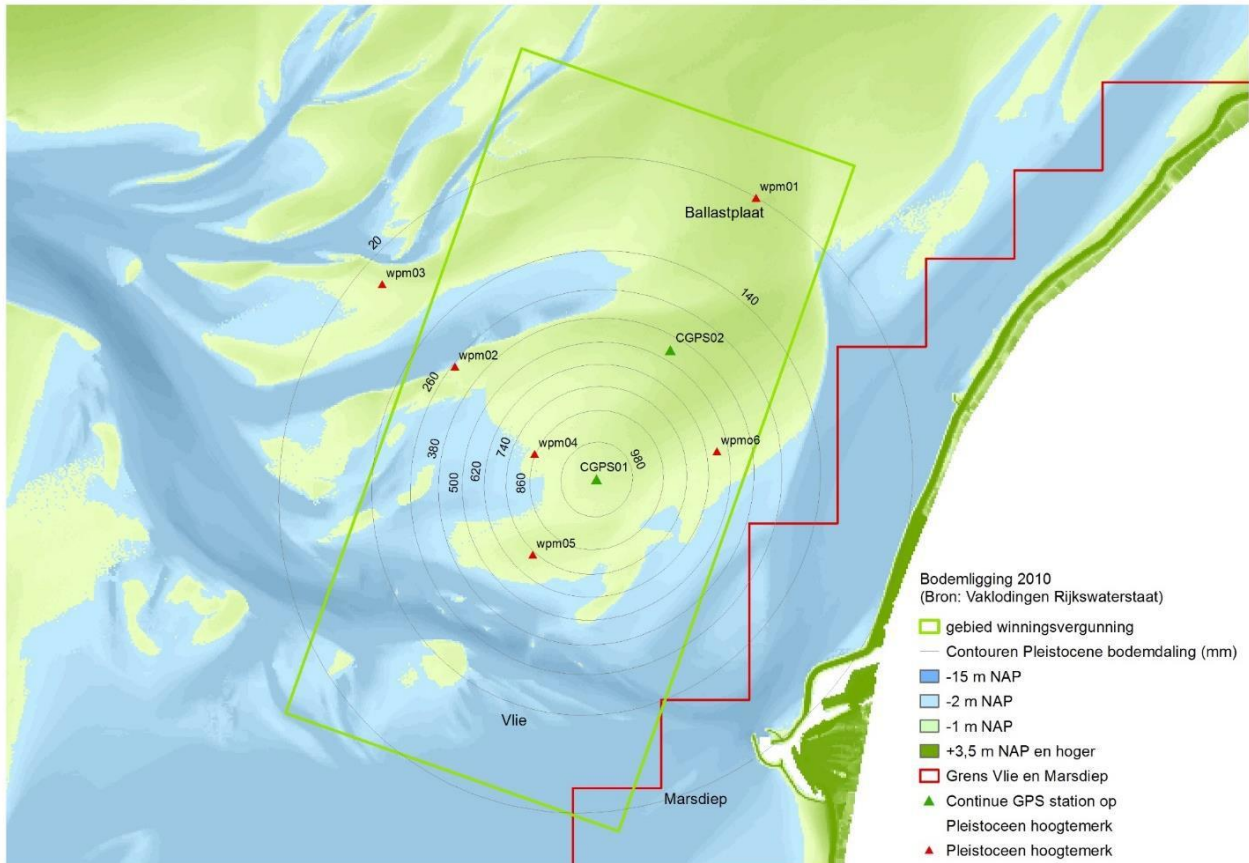 wpm01
Ballastplaat
20
wpm03
140
CGPS02
wpm02
260
380
500
620
740
860
wpm04
wpmo6
980
CGPS01
wpm05
Vlie
Marsdiep
Bodemligging 2010
(Bron: Vaklodingen Rijkswaterstaat)
gebied winningsvergunning
Contouren Pleistocene bodemdaling (mm)
-15 m NAP
-2 m NAP
-1 m NAP
+3,5 m NAP en hoger
Grens Vlie en Marsdiep
Continue GPS station op
Pleistoceen hoogtemerk
Pleistoceen hoogtemerk